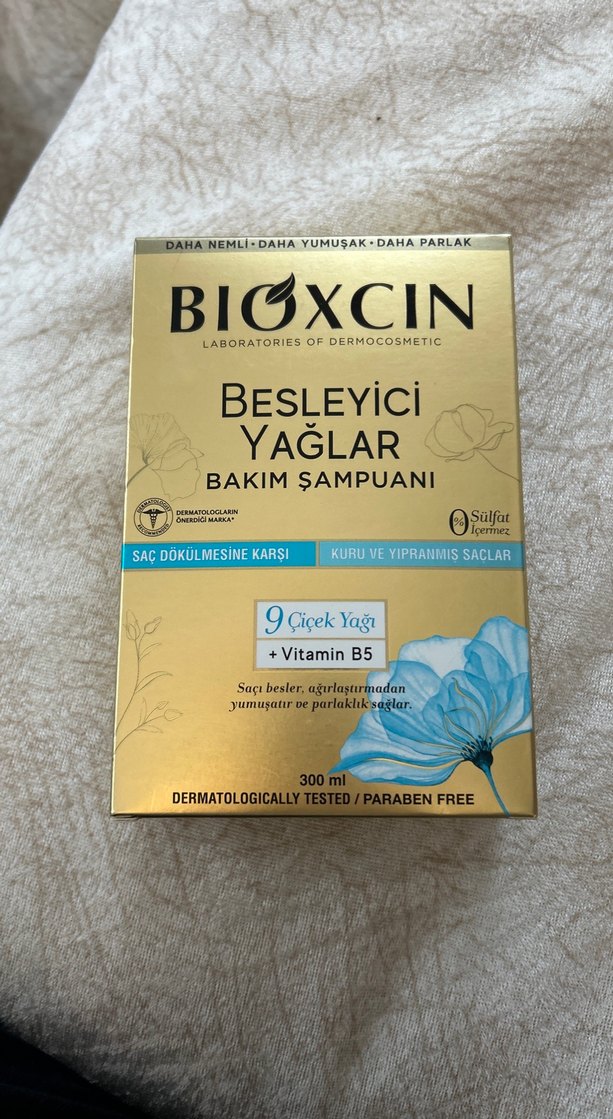 DAHA NEMLİ • DAHA YUMUŞAK • DAHA PARLAK
BIOXCIN
LABORATORIES OF DERMOCOSMETIC
BESLEYİCİ
YAĞLAR
BAKIM ŞAMPUANI
DERMATOLOGIST
RECOMMENDED
DERMATOLOGLARIN
ÖNERDİĞİ MARKA*
%0 Sülfat
İçermez
SAÇ DÖKÜLMESİNE KARŞI
KURU VE YIPRANMIŞ SAÇLAR
9 Çiçek Yağı
+ Vitamin B5
Saçı besler, ağırlaştırmadan
yumuşatır ve parlaklık sağlar.
300 ml
DERMATOLOGICALLY TESTED / PARABEN FREE